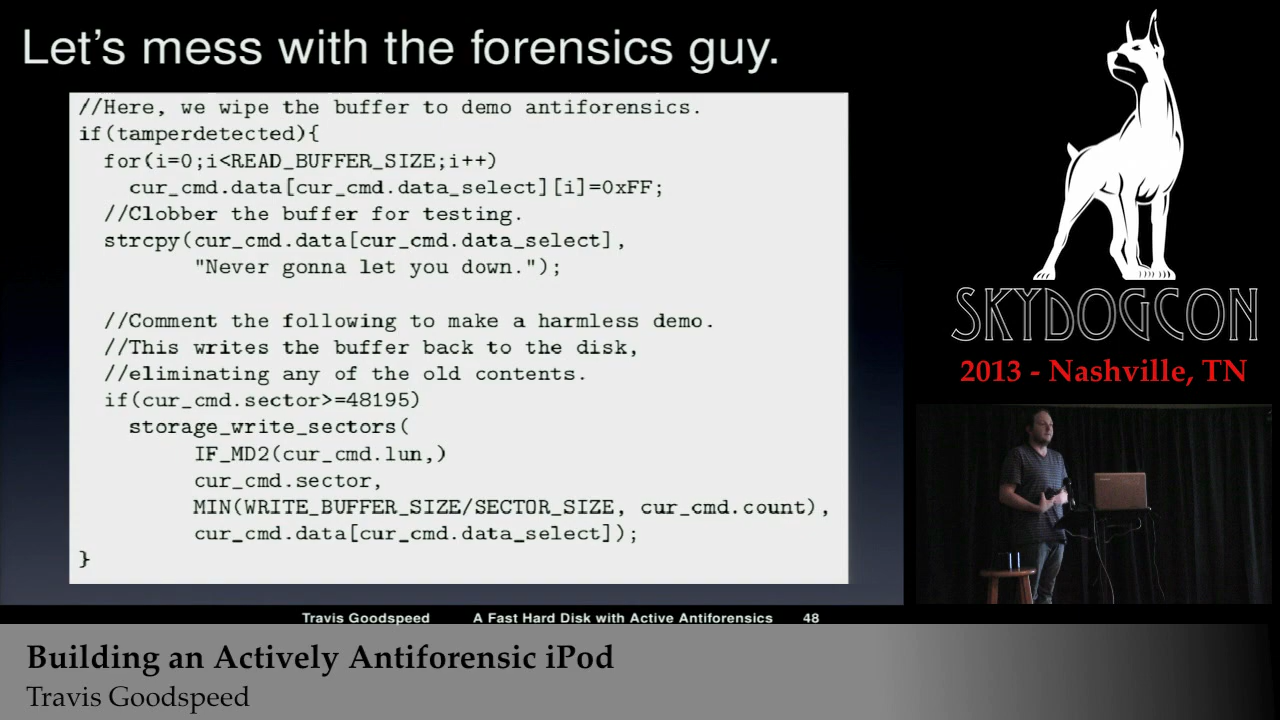 Let's mess with the forensics guy.
//Here, we wipe the buffer to demo antiforensics.
if(tamperdetected){
  for(i=0;i<READ_BUFFER_SIZE;i++)
    cur_cmd.data[cur_cmd.data_select][i]=0xFF;
  //Clobber the buffer for testing.
  strcpy(cur_cmd.data[cur_cmd.data_select],
         "Never gonna let you down.");
  //Comment the following to make a harmless demo.
  //This writes the buffer back to the disk,
  //eliminating any of the old contents.
  if(cur_cmd.sector>=48195)
    storage_write_sectors(
         IF_MD2(cur_cmd.lun,)
         cur_cmd.sector,
         MIN(WRITE_BUFFER_SIZE/SECTOR_SIZE, cur_cmd.count),
         cur_cmd.data[cur_cmd.data_select]);
}
Travis Goodspeed A Fast Hard Disk with Active Antiforensics 48
SKYDOGCON
2013 - Nashville, TN
Building an Actively Antiforensic iPod
Travis Goodspeed